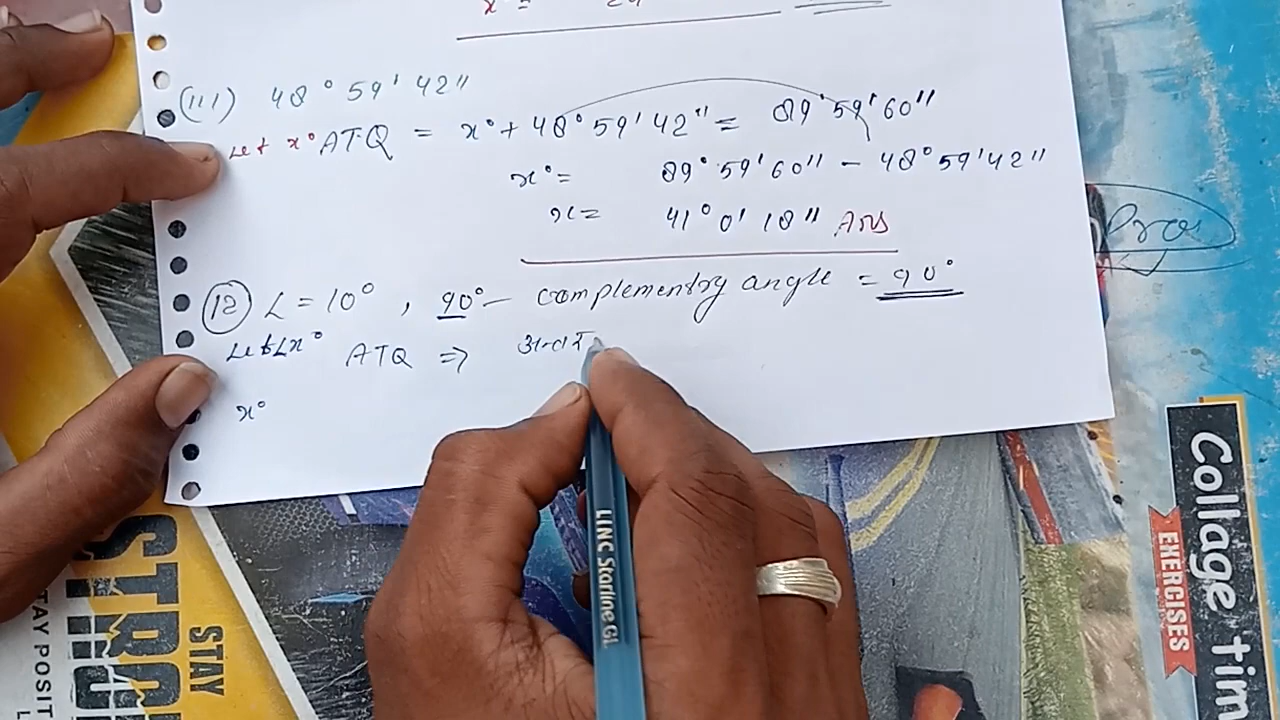 (III) 48° 59' 42"
Let x° ATQ = x° + 48° 59' 42" = 89° 59' 60"
x° = 89° 59' 60" - 48° 59' 42"
x = 41° 0' 18" Ans
(12) ∠ = 10°, 90° - complementry angle = 90°
Let ∠x° ATQ ⇒ अन्तर
x°
LINC Starline GL
STAY
STAY POSIT
Collage tim
EXERCISES